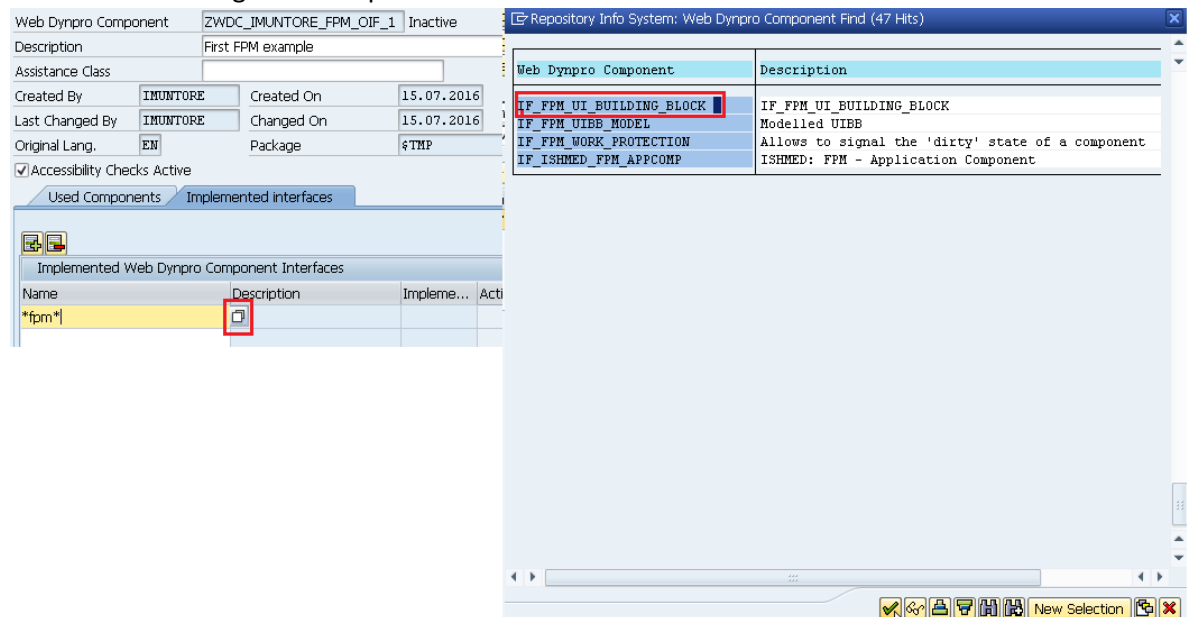 Web Dynpro Component ZWDC_IMUNTORE_FPM_OIF_1 Inactive
Description First FPM example
Assistance Class
Created By IMUNTORE Created On 15.07.2016
Last Changed By IMUNTORE Changed On 15.07.2016
Original Lang. EN Package $TMP
Accessibility Checks Active
Used Components Implemented interfaces
Implemented Web Dynpro Component Interfaces
Name Description Impleme... Acti
*fpm*
Repository Info System: Web Dynpro Component Find (47 Hits)
Web Dynpro Component Description
IF_FPM_UI_BUILDING_BLOCK IF_FPM_UI_BUILDING_BLOCK
IF_FPM_UIBB_MODEL Modelled UIBB
IF_FPM_WORK_PROTECTION Allows to signal the 'dirty' state of a component
IF_ISHMED_FPM_APPCOMP ISHMED: FPM - Application Component
New Selection